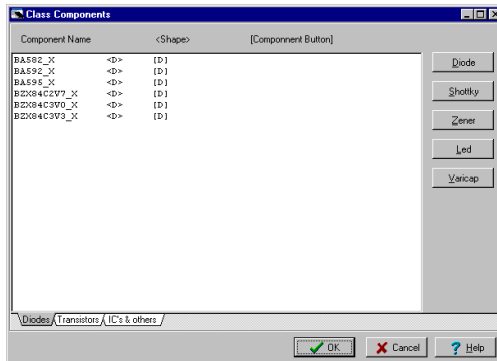 Class Components
Component Name <Shape> [Componnent Button]
BA582_X <D> [D]
BA592_X <D> [D]
BA595_X <D> [D]
BZX84C2V7_X <D> [D]
BZX84C3V0_X <D> [D]
BZX84C3V3_X <D> [D]
Diode
Shottky
Zener
Led
Varicap
Diodes Transistors IC's & others
OK Cancel Help